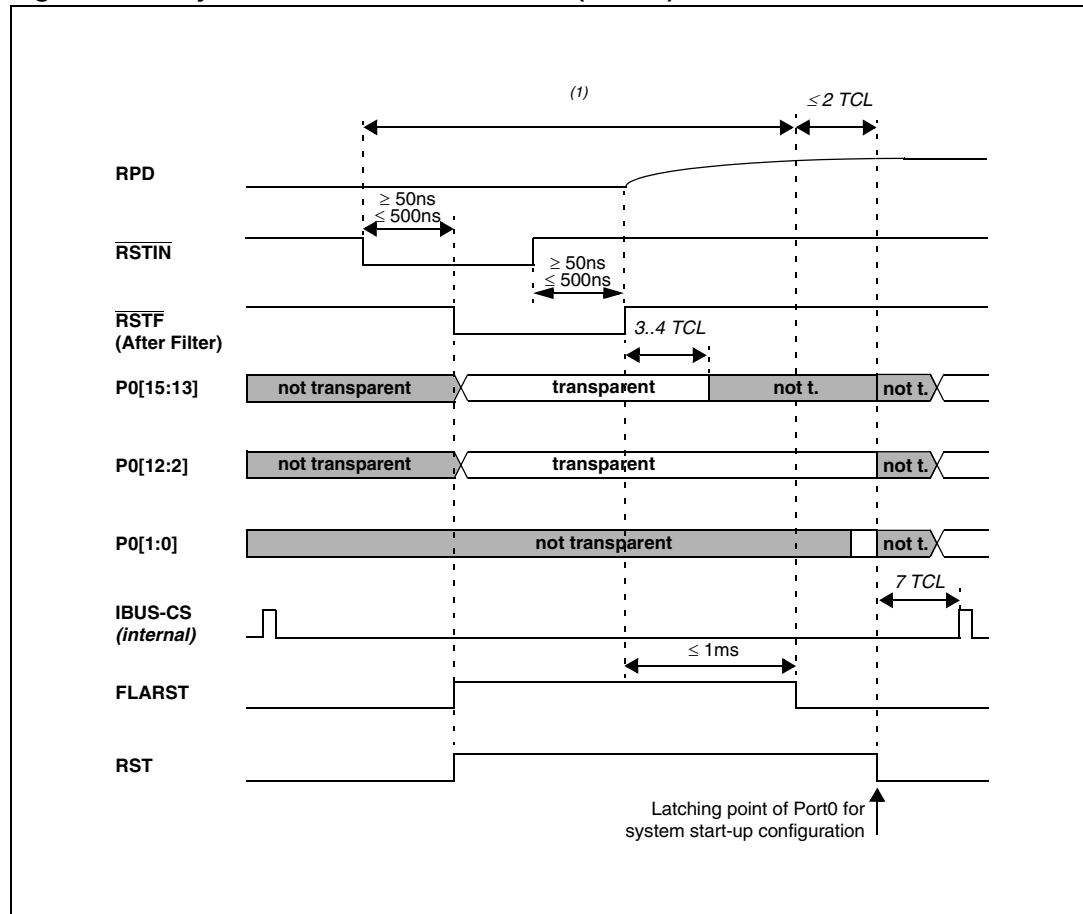 (1)
≤ 2 TCL
RPD
≥ 50ns
≤ 500ns
RSTIN
≥ 50ns
≤ 500ns
RSTF
(After Filter)
3..4 TCL
P0[15:13]
not transparent
transparent
not t.
not t.
P0[12:2]
not transparent
transparent
not t.
P0[1:0]
not transparent
not t.
7 TCL
IBUS-CS
(internal)
≤ 1ms
FLARST
RST
Latching point of Port0 for
system start-up configuration